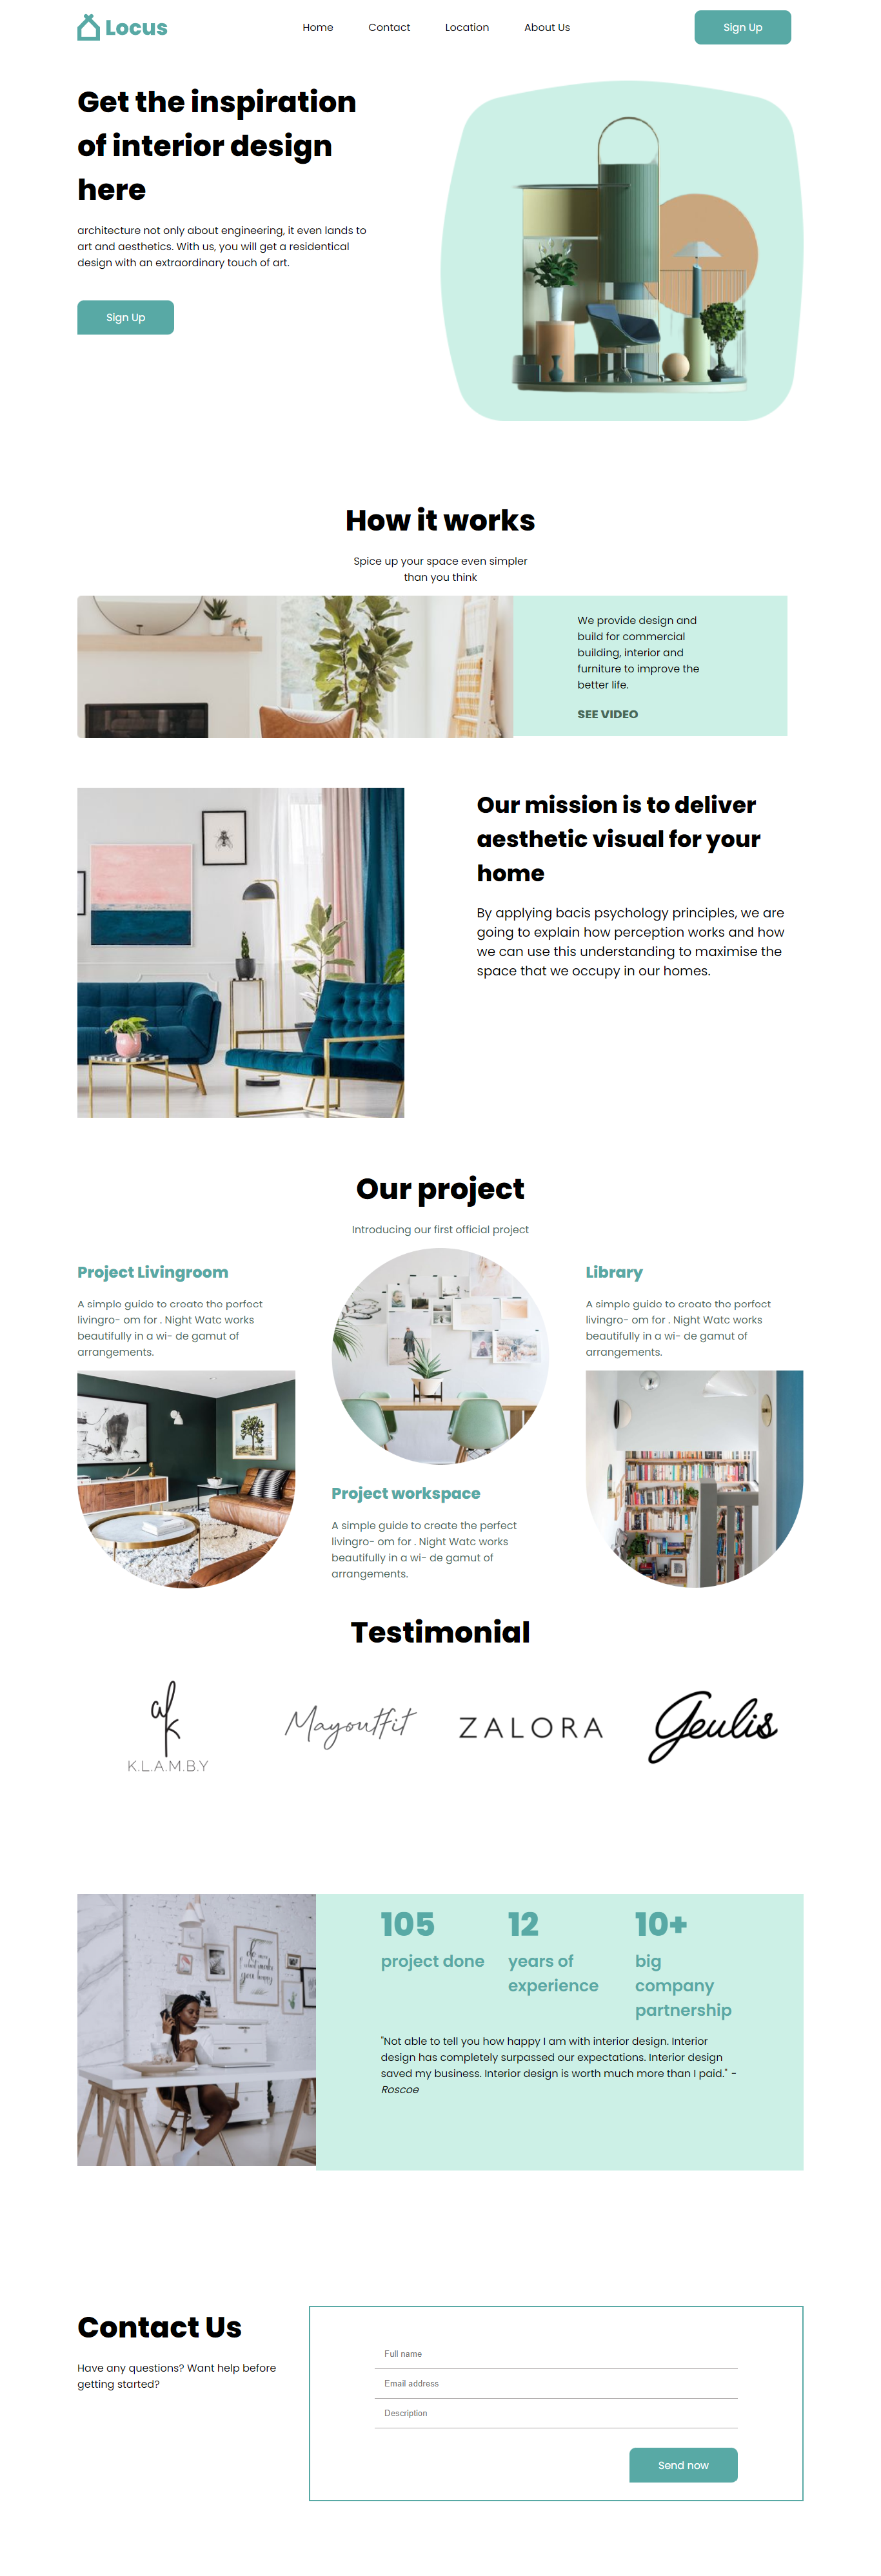 Locus
Home
Contact
Location
About Us
Sign Up
Get the inspiration
of interior design
here
architecture not only about engineering, it even lands to
art and aesthetics. With us, you will get a residentical
design with an extraordinary touch of art.
Sign Up
How it works
Spice up your space even simpler
than you think
We provide design and
build for commercial
building, interior and
furniture to improve the
better life.
SEE VIDEO
Our mission is to deliver
aesthetic visual for your
home
By applying bacis psychology principles, we are
going to explain how perception works and how
we can use this understanding to maximise the
space that we occupy in our homes.
Our project
Introducing our first official project
Project Livingroom
A simple guide to create the perfect
livingro- om for . Night Watc works
beautifully in a wi- de gamut of
arrangements.
Project workspace
A simple guide to create the perfect
livingro- om for . Night Watc works
beautifully in a wi- de gamut of
arrangements.
Library
A simple guide to create the perfect
livingro- om for . Night Watc works
beautifully in a wi- de gamut of
arrangements.
Testimonial
K.L.A.M.B.Y
Mayoutfit
ZALORA
Geulis
105
project done
12
years of
experience
10+
big
company
partnership
"Not able to tell you how happy I am with interior design. Interior
design has completely surpassed our expectations. Interior design
saved my business. Interior design is worth much more than I paid." -
Roscoe
Contact Us
Have any questions? Want help before
getting started?
Full name
Email address
Description
Send now